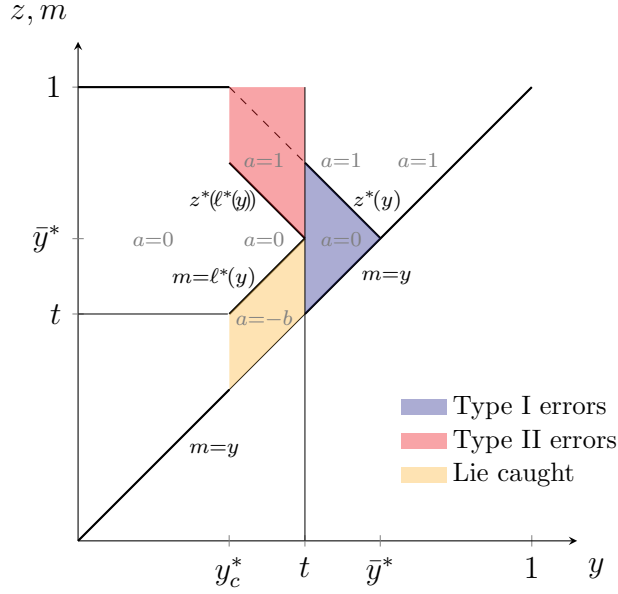 z, m
1
a=1
a=1
a=1
z*(ℓ*(y))
z*(y)
ȳ*
a=0
a=0
a=0
m=ℓ*(y)
m=y
t
a=−b
Type I errors
Type II errors
m=y
Lie caught
y*c
t
ȳ*
1
y